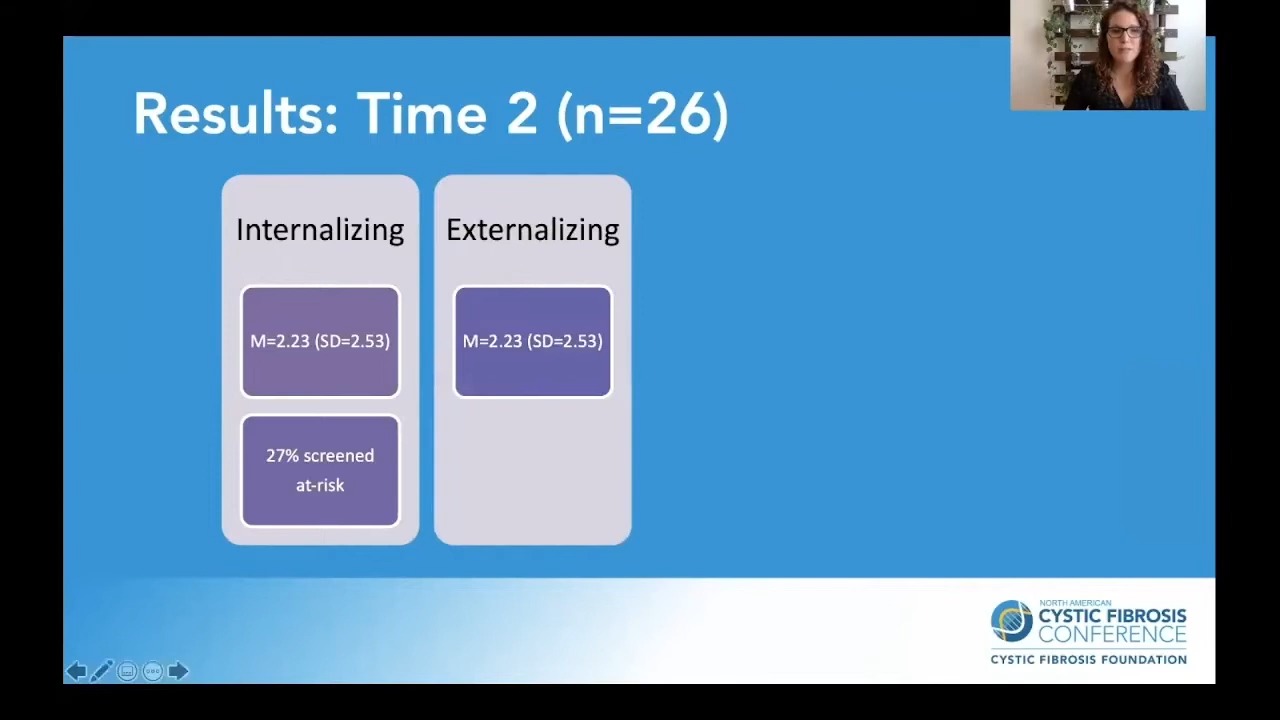 Results: Time 2 (n=26)
Internalizing
M=2.23 (SD=2.53)
27% screened
at-risk
Externalizing
M=2.23 (SD=2.53)
NORTH AMERICAN
CYSTIC FIBROSIS
CONFERENCE
CYSTIC FIBROSIS FOUNDATION